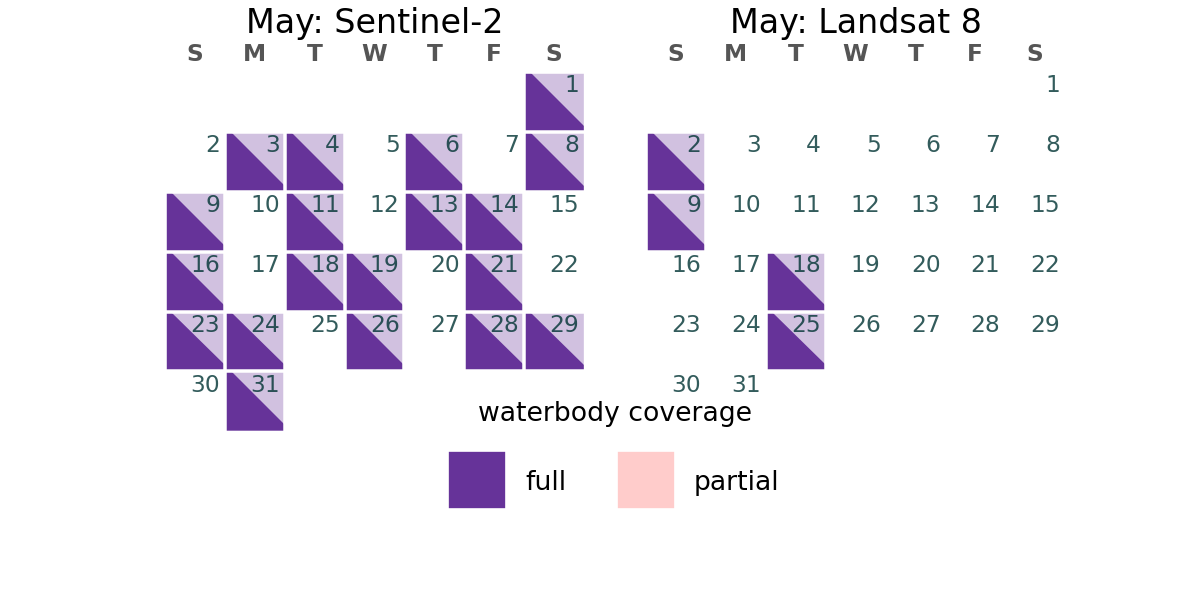 May: Sentinel-2
S M T W T F S
1
2 3 4 5 6 7 8
9 10 11 12 13 14 15
16 17 18 19 20 21 22
23 24 25 26 27 28 29
30 31
May: Landsat 8
S M T W T F S
1
2 3 4 5 6 7 8
9 10 11 12 13 14 15
16 17 18 19 20 21 22
23 24 25 26 27 28 29
30 31
waterbody coverage
full
partial